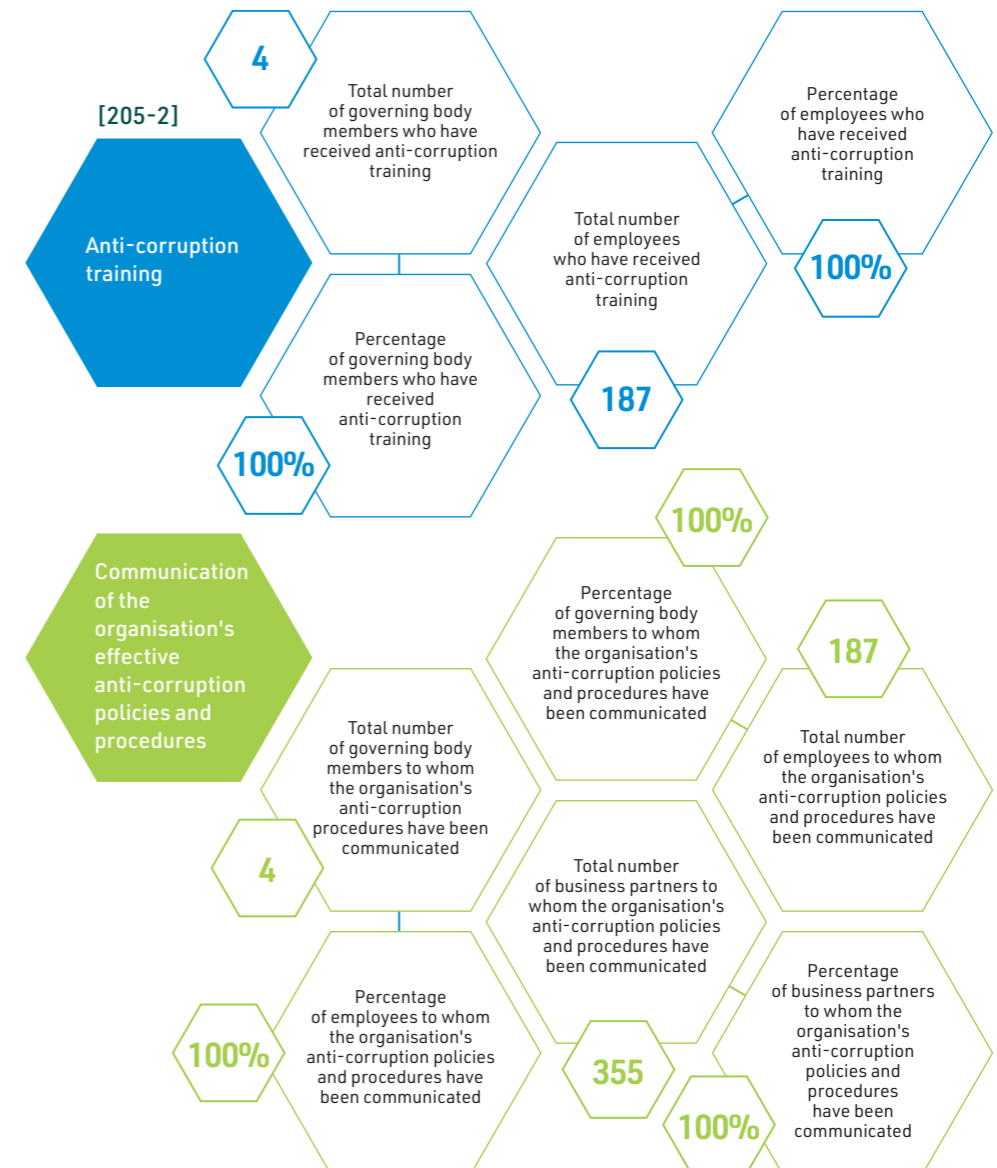 [205-2]
Anti-corruption
training
4
Total number
of governing body
members who have
received anti-corruption
training
Percentage
of governing body
members who have
received
anti-corruption
training
100%
Total number
of employees
who have received
anti-corruption
training
187
Percentage
of employees who
have received
anti-corruption
training
100%
Communication
of the
organisation's
effective
anti-corruption
policies and
procedures
Total number
of governing body
members to whom
the organisation's
anti-corruption
procedures have been
communicated
4
100%
Percentage
of governing body
members to whom
the organisation's
anti-corruption policies
and procedures have
been communicated
187
Total number
of employees to whom
the organisation's
anti-corruption policies
and procedures have
been communicated
Percentage
of employees to whom
the organisation's
anti-corruption policies
and procedures have
been communicated
100%
Total number
of business partners to
whom the organisation's
anti-corruption policies
and procedures have
been communicated
355
Percentage
of business partners
to whom the
organisation's
anti-corruption
policies and
procedures
have been
communicated
100%